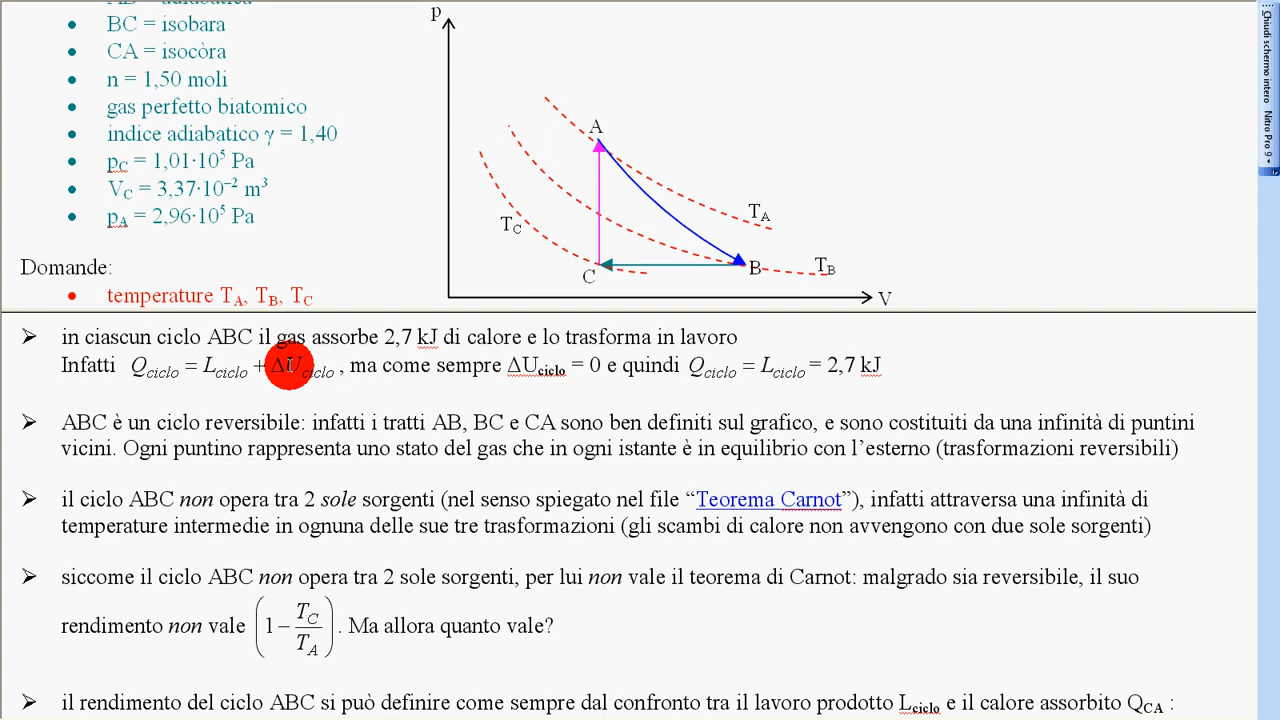 AB = adiabatica
• BC = isobara
• CA = isocòra
• n = 1,50 moli
• gas perfetto biatomico
• indice adiabatico γ = 1,40
• pC = 1,01·10⁵ Pa
• VC = 3,37·10⁻² m³
• pA = 2,96·10⁵ Pa
Domande:
• temperature TA, TB, TC
p
A
TA
TC
C
B
TB
V
➢ in ciascun ciclo ABC il gas assorbe 2,7 kJ di calore e lo trasforma in lavoro
Infatti Qciclo = Lciclo + ΔUciclo , ma come sempre ΔUciclo = 0 e quindi Qciclo = Lciclo = 2,7 kJ
➢ ABC è un ciclo reversibile: infatti i tratti AB, BC e CA sono ben definiti sul grafico, e sono costituiti da una infinità di puntini
vicini. Ogni puntino rappresenta uno stato del gas che in ogni istante è in equilibrio con l’esterno (trasformazioni reversibili)
➢ il ciclo ABC non opera tra 2 sole sorgenti (nel senso spiegato nel file “Teorema Carnot”), infatti attraversa una infinità di
temperature intermedie in ognuna delle sue tre trasformazioni (gli scambi di calore non avvengono con due sole sorgenti)
➢ siccome il ciclo ABC non opera tra 2 sole sorgenti, per lui non vale il teorema di Carnot: malgrado sia reversibile, il suo
rendimento non vale (1 − TC/TA) . Ma allora quanto vale?
➢ il rendimento del ciclo ABC si può definire come sempre dal confronto tra il lavoro prodotto Lciclo e il calore assorbito QCA :
Chiudi schermo intero
Nitro Pro 9